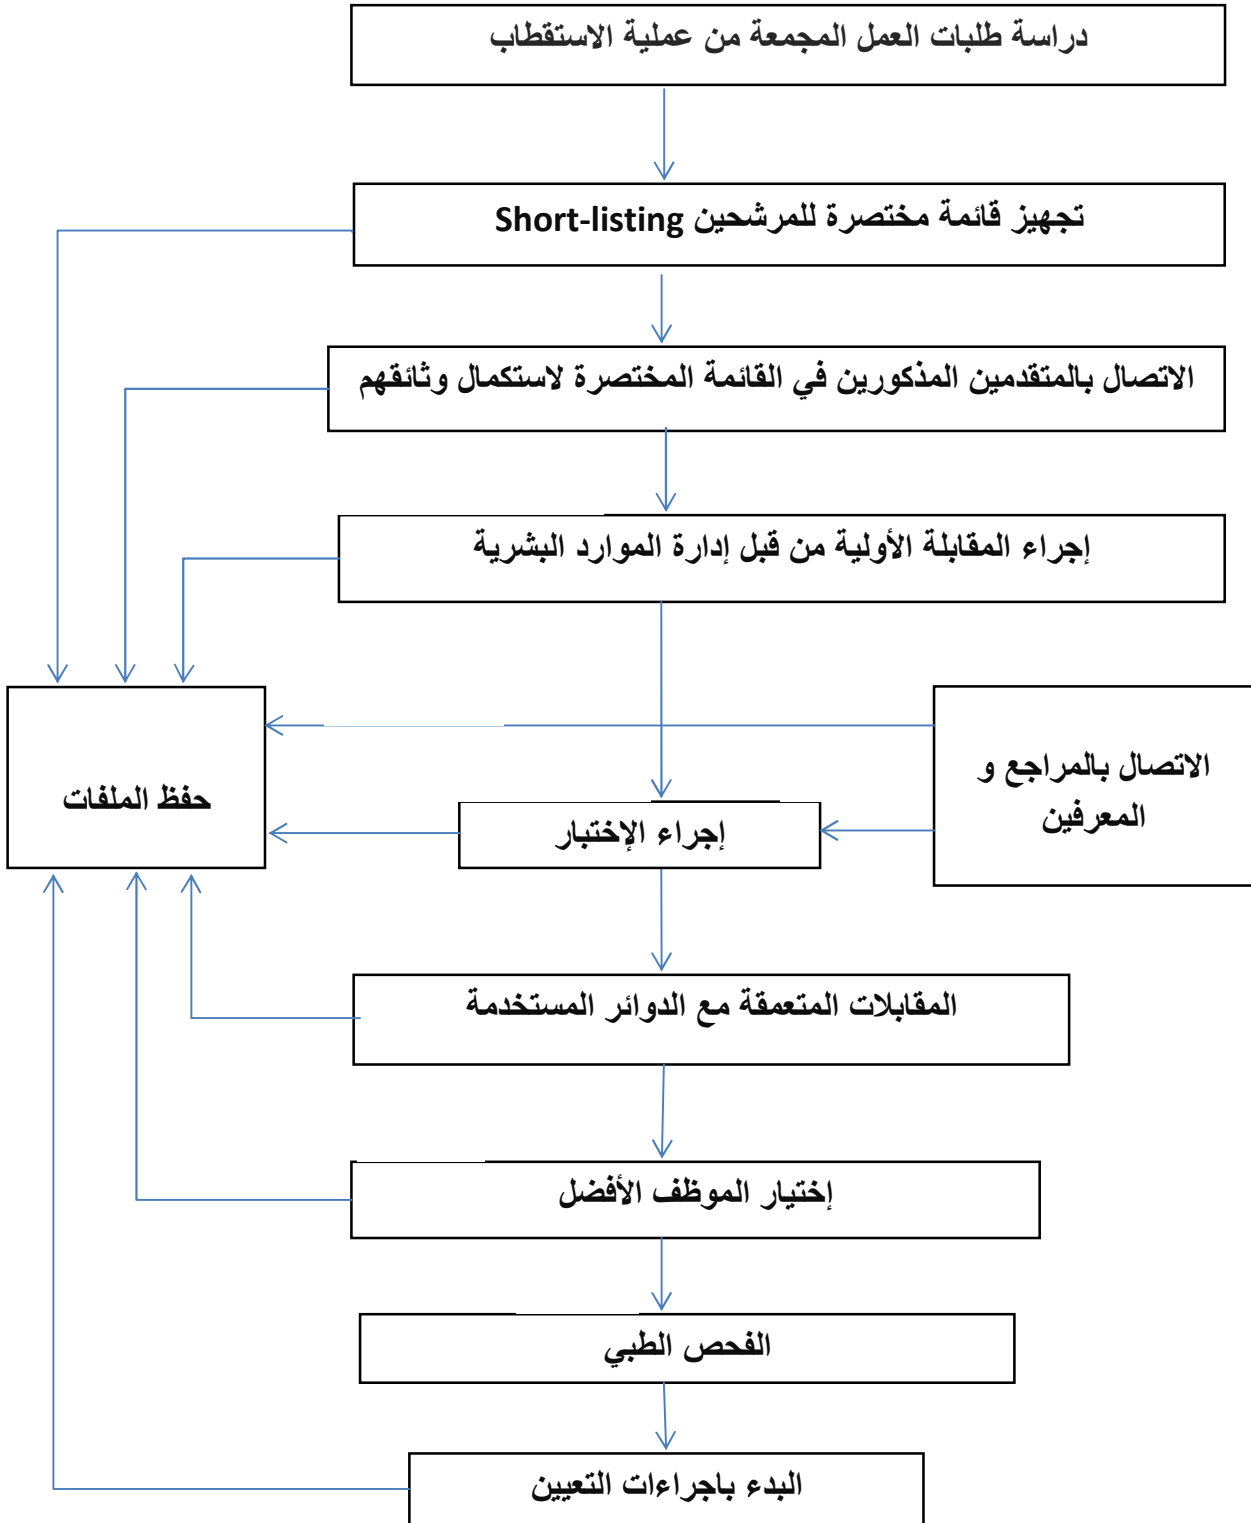 دراسة طلبات العمل المجمعة من عملية الاستقطاب
تجهيز قائمة مختصرة للمرشحين Short-listing
الاتصال بالمتقدمين المذكورين في القائمة المختصرة لاستكمال وثائقهم
إجراء المقابلة الأولية من قبل إدارة الموارد البشرية
الاتصال بالمراجع و
المعرفين
حفظ الملفات
إجراء الإختبار
المقابلات المتعمقة مع الدوائر المستخدمة
إختيار الموظف الأفضل
الفحص الطبي
البدء باجراءات التعيين